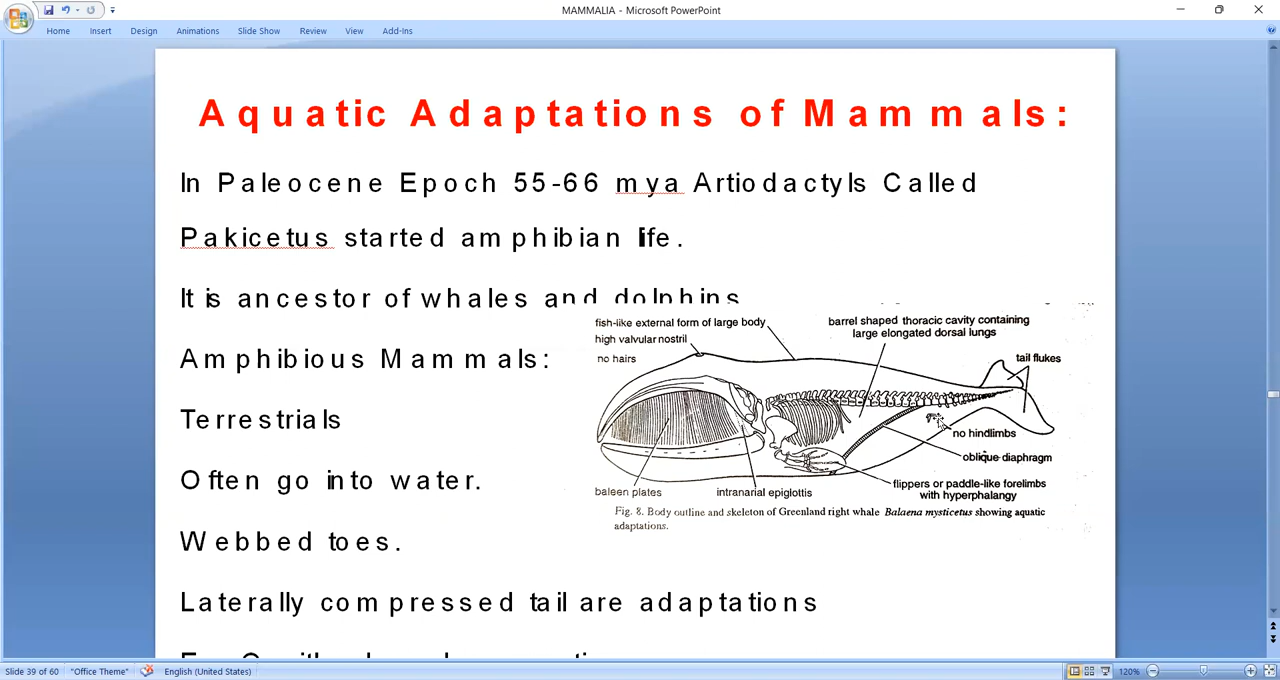 MAMMALIA - Microsoft PowerPoint
Home Insert Design Animations Slide Show Review View Add-Ins
Aquatic Adaptations of Mammals:
In Paleocene Epoch 55-66 mya Artiodactyls Called
Pakicetus started amphibian life.
It is ancestor of whales and dolphins
Amphibious Mammals:
Terrestrials
Often go into water.
Webbed toes.
Laterally compressed tail are adaptations
fish-like external form of large body
high valvular nostril
no hairs
barrel shaped thoracic cavity containing
large elongated dorsal lungs
tail flukes
no hindlimbs
oblique diaphragm
flippers or paddle-like forelimbs
with hyperphalangy
baleen plates
intranarial epiglottis
Fig. 8. Body outline and skeleton of Greenland right whale Balaena mysticetus showing aquatic
adaptations.
Slide 39 of 60 "Office Theme" English (United States) 120%